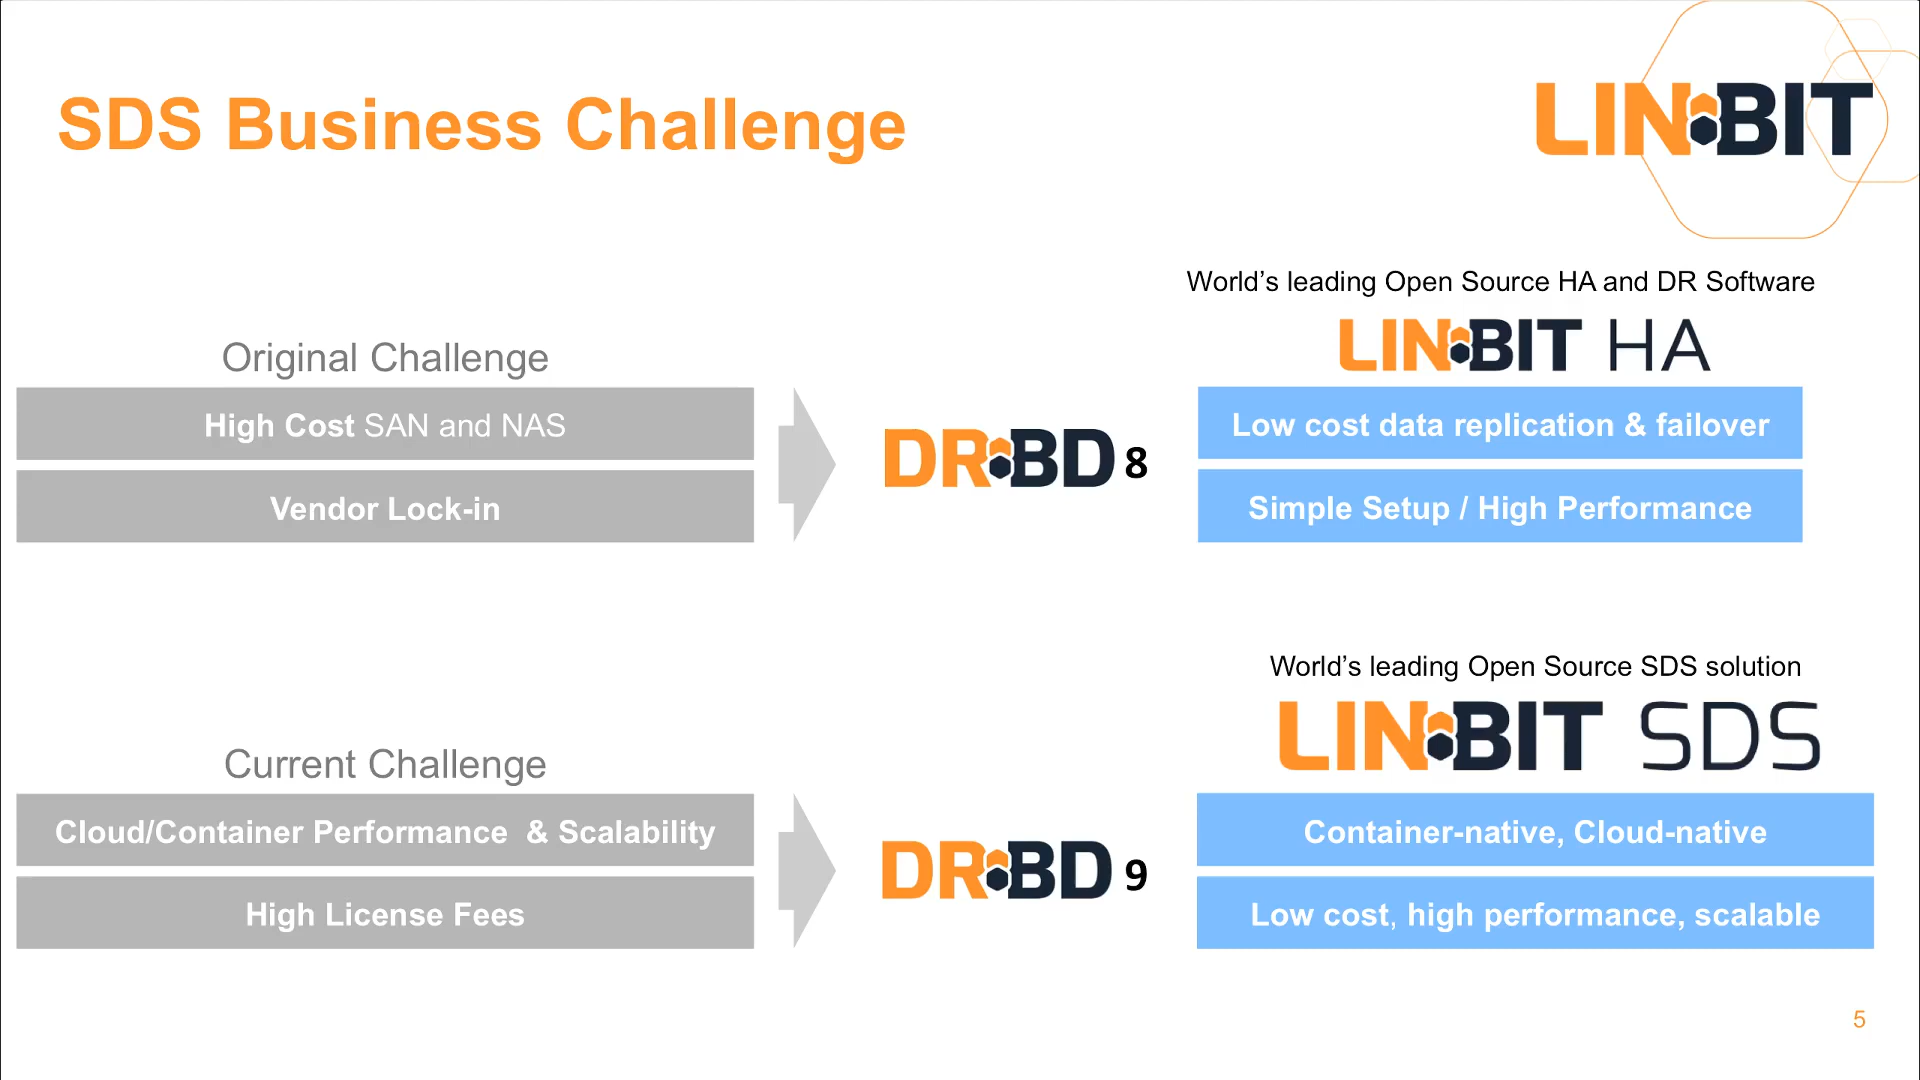 SDS Business Challenge
LINBIT
World’s leading Open Source HA and DR Software
LINBIT HA
Original Challenge
High Cost SAN and NAS
Vendor Lock-in
DRBD 8
Low cost data replication & failover
Simple Setup / High Performance
World’s leading Open Source SDS solution
LINBIT SDS
Current Challenge
Cloud/Container Performance & Scalability
High License Fees
DRBD 9
Container-native, Cloud-native
Low cost, high performance, scalable
5